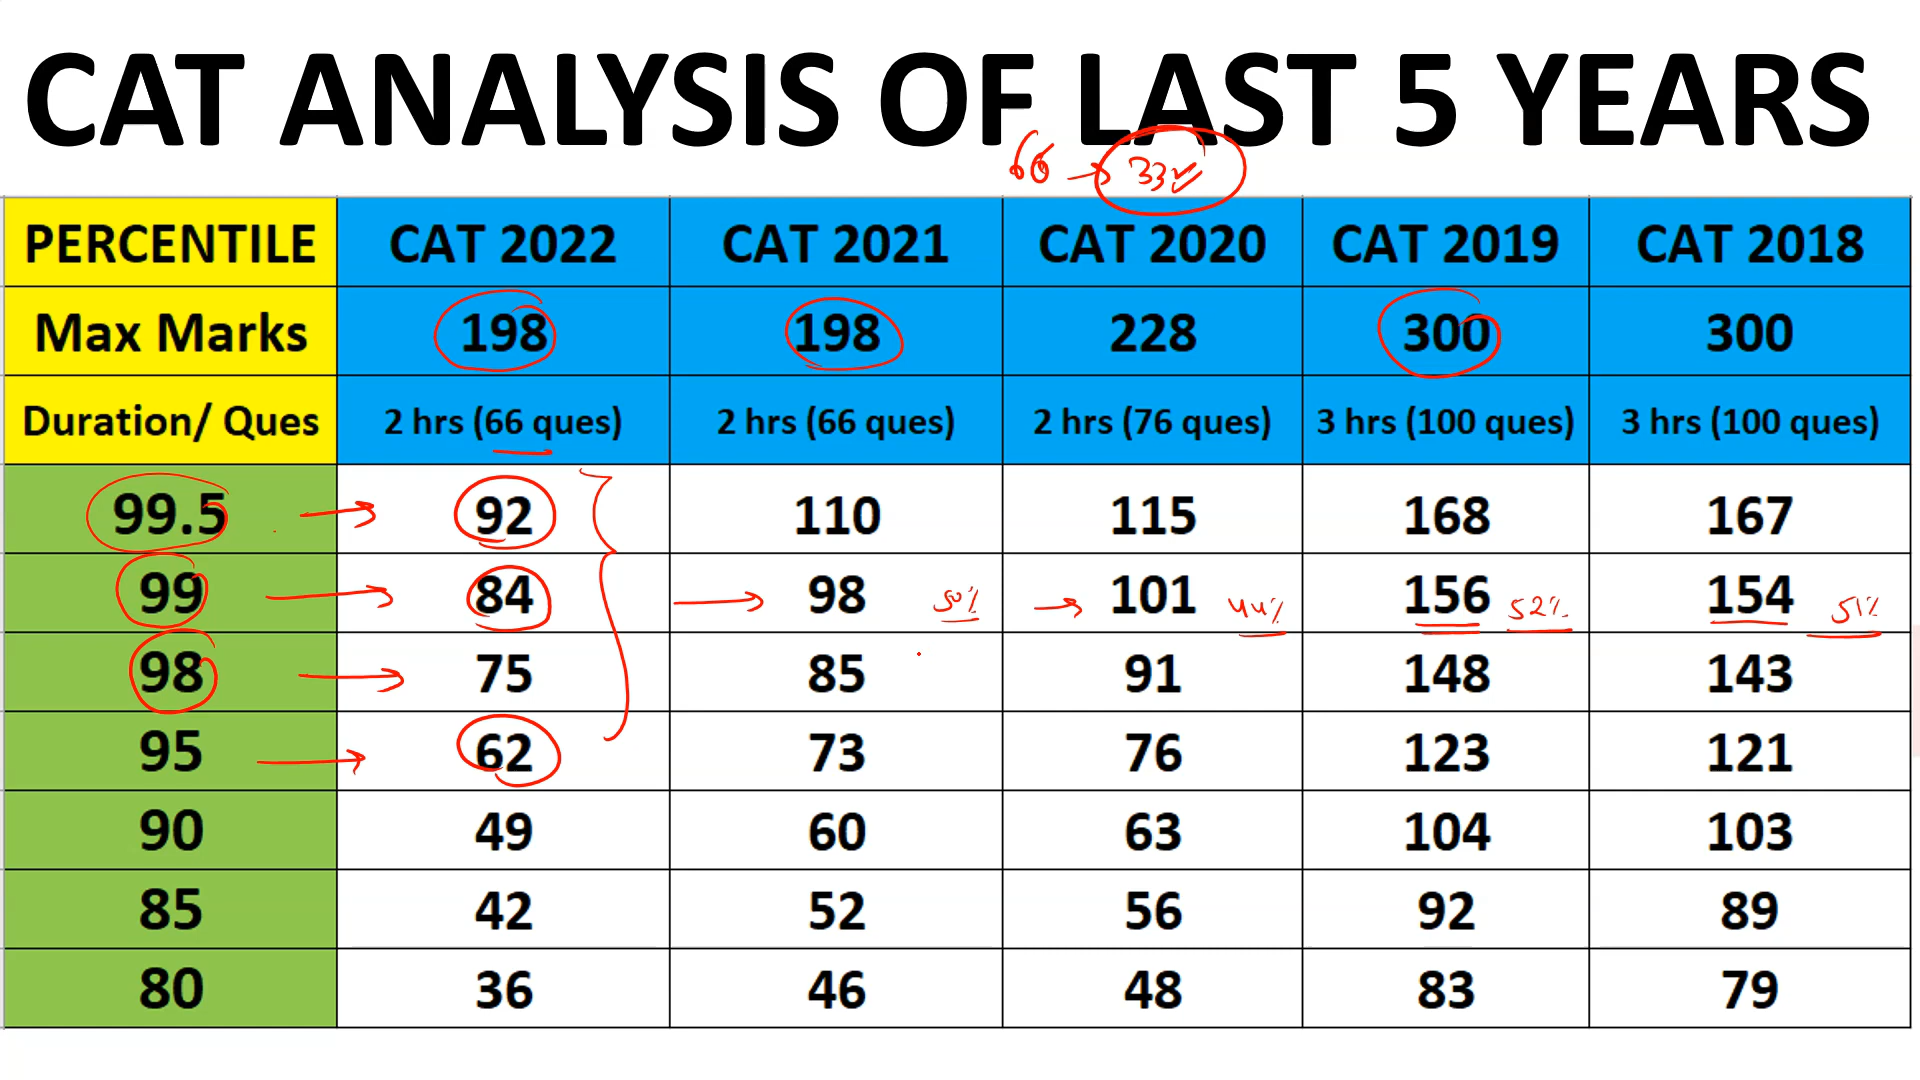 CAT ANALYSIS OF LAST 5 YEARS
66 → 33
PERCENTILE CAT 2022 CAT 2021 CAT 2020 CAT 2019 CAT 2018
Max Marks 198 198 228 300 300
Duration/ Ques 2 hrs (66 ques) 2 hrs (66 ques) 2 hrs (76 ques) 3 hrs (100 ques) 3 hrs (100 ques)
99.5 → 92 110 115 168 167
99 → 84 → 98 50% → 101 44% 156 52% 154 51%
98 → 75 85 91 148 143
95 → 62 73 76 123 121
90 49 60 63 104 103
85 42 52 56 92 89
80 36 46 48 83 79